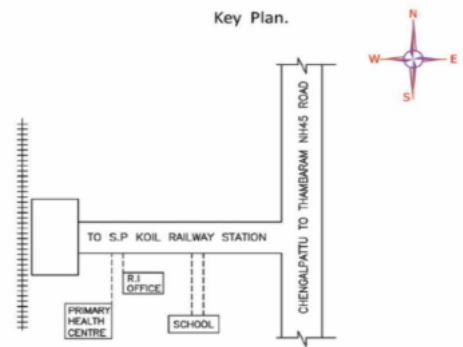 Key Plan.
N
W E
S
CHENGALPATTU TO THAMBARAM NH45 ROAD
TO S.P KOIL RAILWAY STATION
R.I
OFFICE
PRIMARY
HEALTH
CENTRE
SCHOOL